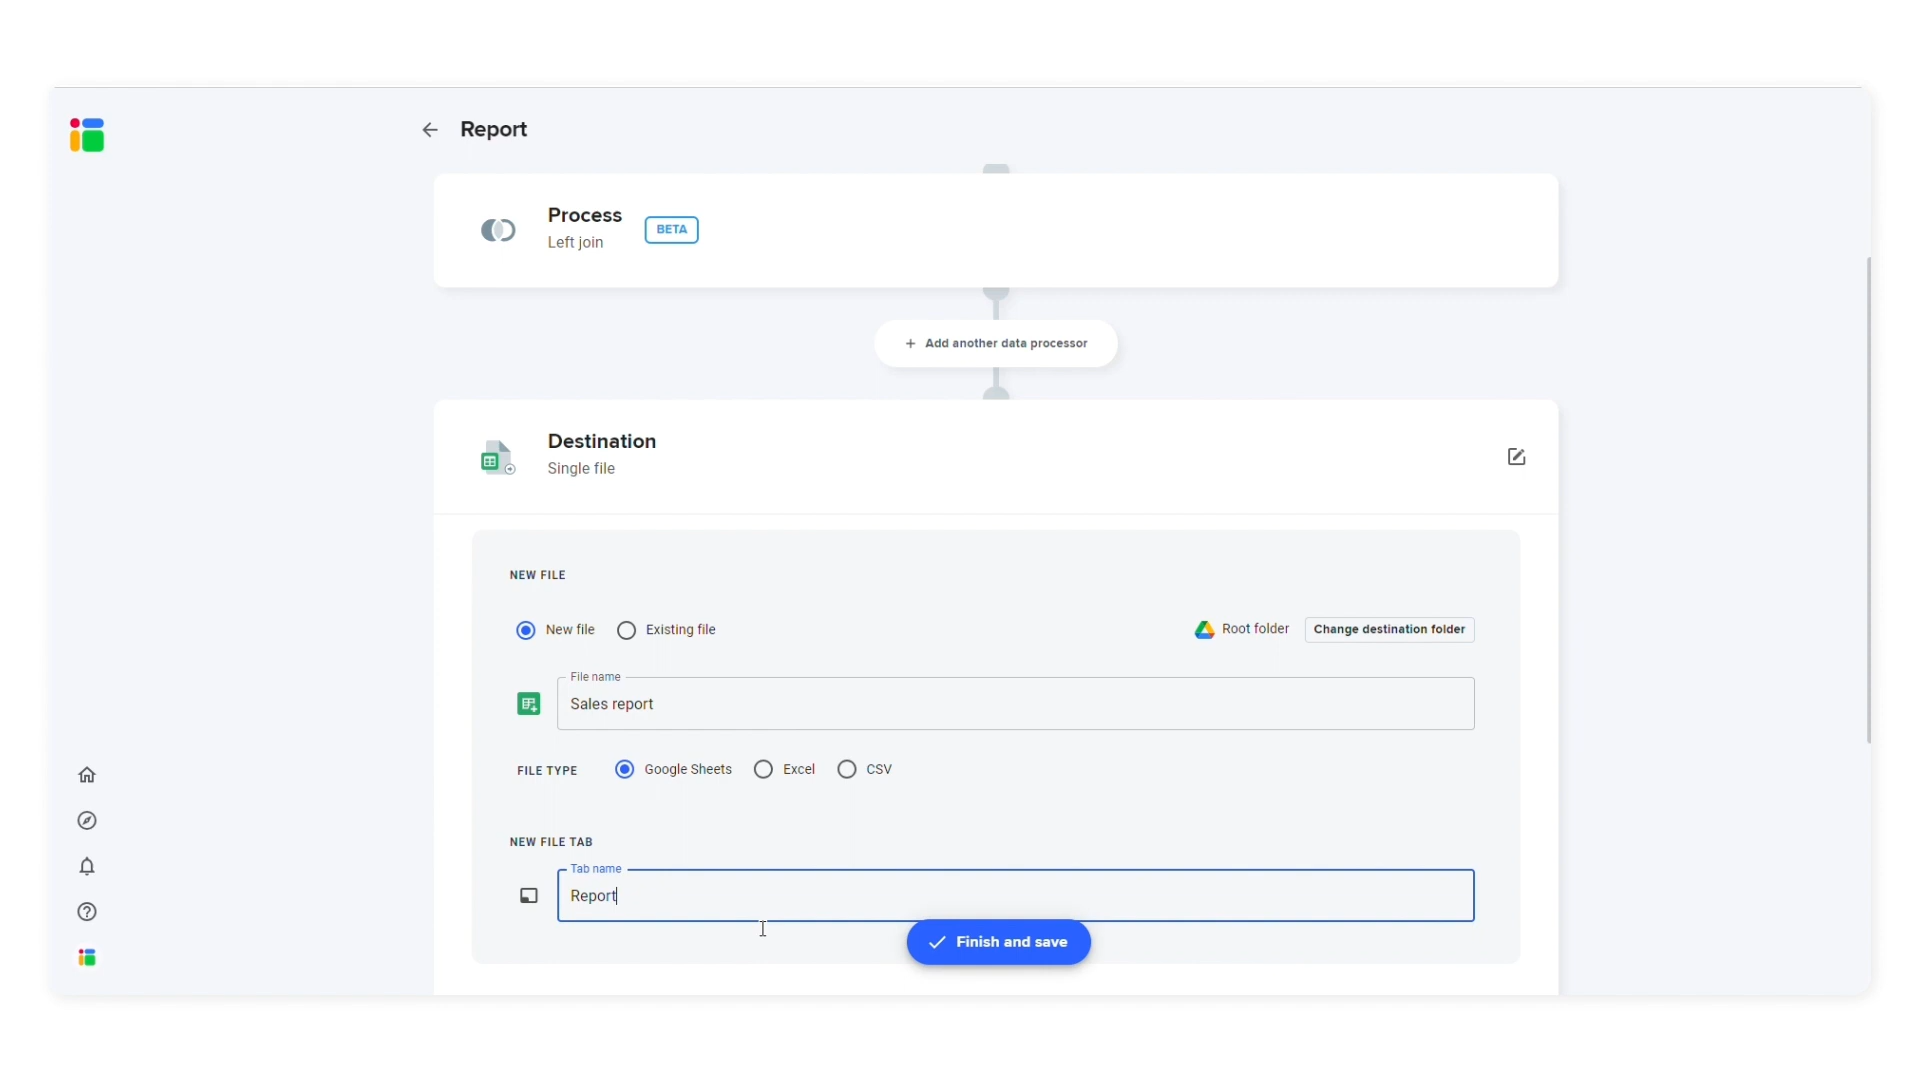 Report
Process
Left join
BETA
+ Add another data processor
Destination
Single file
NEW FILE
New file
Existing file
Root folder
Change destination folder
File name
Sales report
FILE TYPE
Google Sheets
Excel
CSV
NEW FILE TAB
Tab name
Report
Finish and save